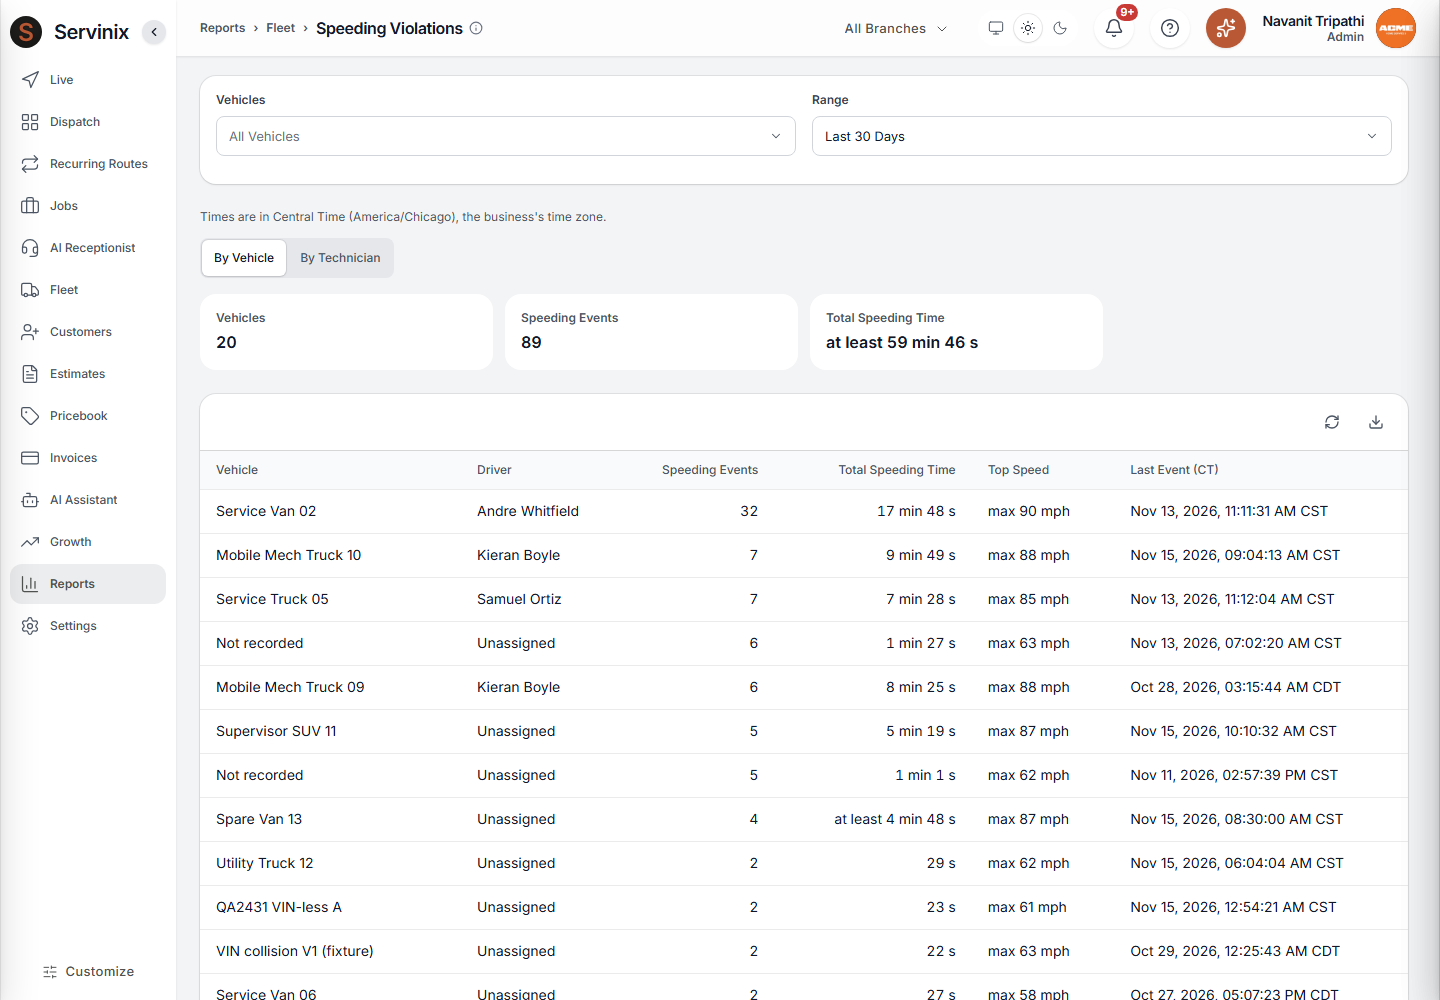 S Servinix
Reports › Fleet › Speeding Violations
All Branches
9+
Navanit Tripathi
Admin
ACME
Live
Dispatch
Recurring Routes
Jobs
AI Receptionist
Fleet
Customers
Estimates
Pricebook
Invoices
AI Assistant
Growth
Reports
Settings
Customize
Vehicles
All Vehicles
Range
Last 30 Days
Times are in Central Time (America/Chicago), the business's time zone.
By Vehicle By Technician
Vehicles
20
Speeding Events
89
Total Speeding Time
at least 59 min 46 s
Vehicle Driver Speeding Events Total Speeding Time Top Speed Last Event (CT)
Service Van 02 Andre Whitfield 32 17 min 48 s max 90 mph Nov 13, 2026, 11:11:31 AM CST
Mobile Mech Truck 10 Kieran Boyle 7 9 min 49 s max 88 mph Nov 15, 2026, 09:04:13 AM CST
Service Truck 05 Samuel Ortiz 7 7 min 28 s max 85 mph Nov 13, 2026, 11:12:04 AM CST
Not recorded Unassigned 6 1 min 27 s max 63 mph Nov 13, 2026, 07:02:20 AM CST
Mobile Mech Truck 09 Kieran Boyle 6 8 min 25 s max 88 mph Oct 28, 2026, 03:15:44 AM CDT
Supervisor SUV 11 Unassigned 5 5 min 19 s max 87 mph Nov 15, 2026, 10:10:32 AM CST
Not recorded Unassigned 5 1 min 1 s max 62 mph Nov 11, 2026, 02:57:39 PM CST
Spare Van 13 Unassigned 4 at least 4 min 48 s max 87 mph Nov 15, 2026, 08:30:00 AM CST
Utility Truck 12 Unassigned 2 29 s max 62 mph Nov 15, 2026, 06:04:04 AM CST
QA2431 VIN-less A Unassigned 2 23 s max 61 mph Nov 15, 2026, 12:54:21 AM CST
VIN collision V1 (fixture) Unassigned 2 22 s max 63 mph Oct 29, 2026, 12:25:43 AM CDT
Service Van 06 Unassigned 2 27 s max 58 mph Oct 27, 2026, 05:07:23 PM CDT